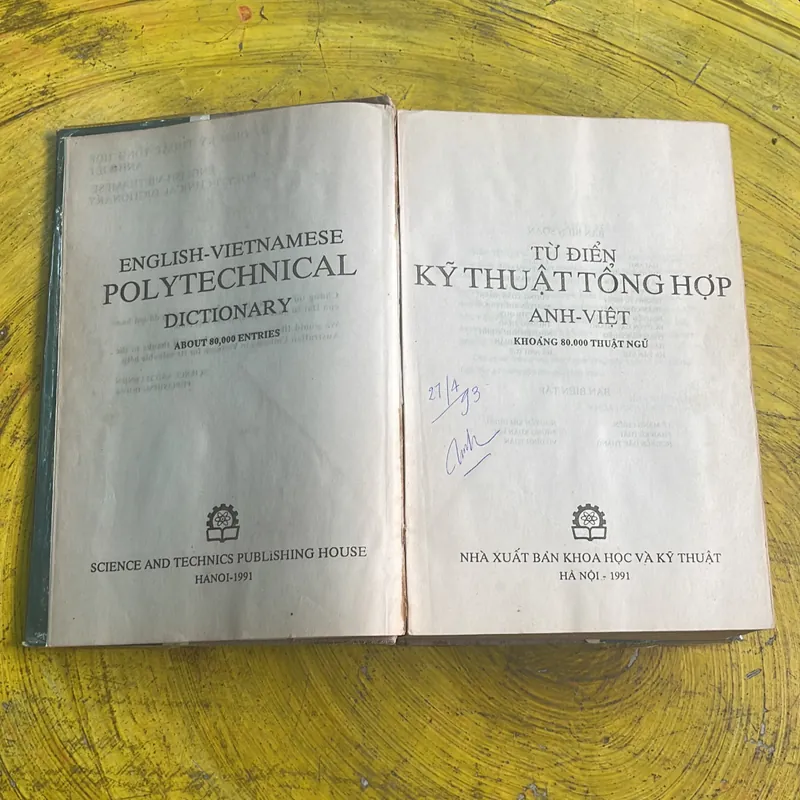 ENGLISH-VIETNAMESE
POLYTECHNICAL
DICTIONARY
ABOUT 80,000 ENTRIES
SCIENCE AND TECHNICS PUBLiSHING HOUSE
HANOI-1991
TỪ ĐIỂN
KỸ THUẬT TỔNG HỢP
ANH-VIỆT
KHOẢNG 80.000 THUẬT NGỮ
27/4
93
Anh
NHÀ XUẤT BẢN KHOA HỌC VÀ KỸ THUẬT
HÀ NỘI - 1991